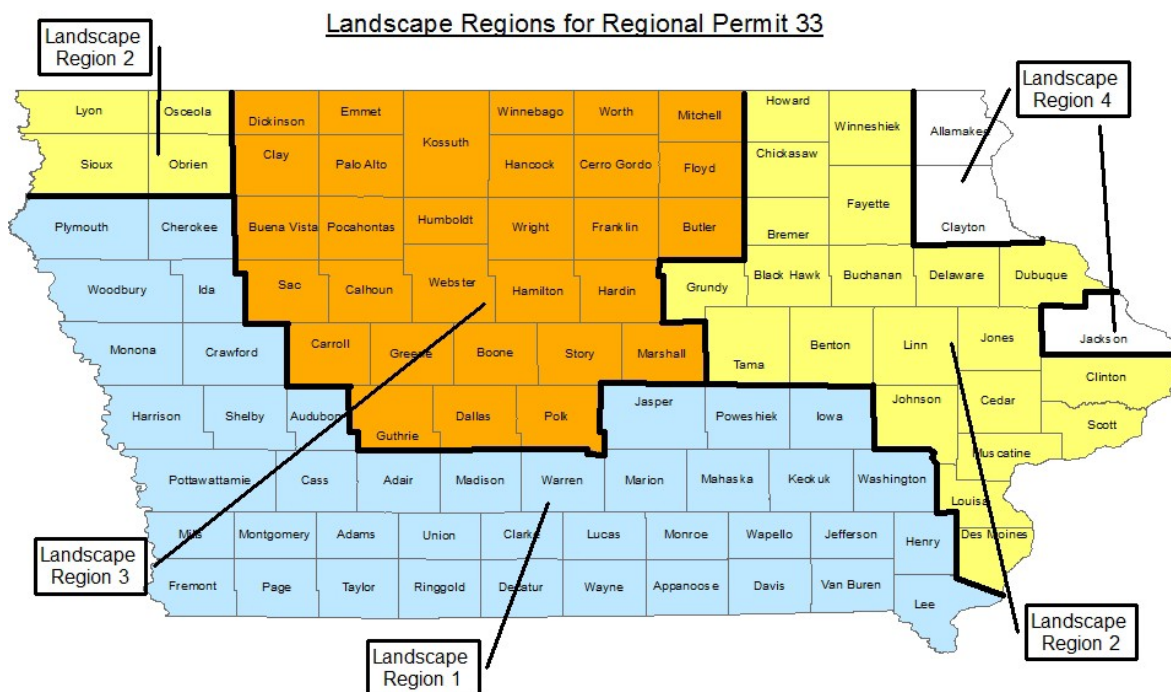 Landscape Regions for Regional Permit 33
Landscape
Region 2
Landscape
Region 4
Lyon
Osceola
Dickinson
Emmet
Kossuth
Winnebago
Worth
Mitchell
Howard
Winneshiek
Allamakee
Sioux
Obrien
Clay
Palo Alto
Hancock
Cerro Gordo
Floyd
Chickasaw
Fayette
Clayton
Plymouth
Cherokee
Buena Vista
Pocahontas
Humboldt
Wright
Franklin
Butler
Bremer
Woodbury
Ida
Sac
Calhoun
Webster
Hamilton
Hardin
Grundy
Black Hawk
Buchanan
Delaware
Dubuque
Monona
Crawford
Carroll
Greene
Boone
Story
Marshall
Tama
Benton
Linn
Jones
Jackson
Clinton
Harrison
Shelby
Audubon
Guthrie
Dallas
Polk
Jasper
Poweshiek
Iowa
Johnson
Cedar
Scott
Muscatine
Pottawattamie
Cass
Adair
Madison
Warren
Marion
Mahaska
Keokuk
Washington
Louisa
Mills
Montgomery
Adams
Union
Clarke
Lucas
Monroe
Wapello
Jefferson
Henry
Des Moines
Fremont
Page
Taylor
Ringgold
Decatur
Wayne
Appanoose
Davis
Van Buren
Lee
Landscape
Region 3
Landscape
Region 1
Landscape
Region 2